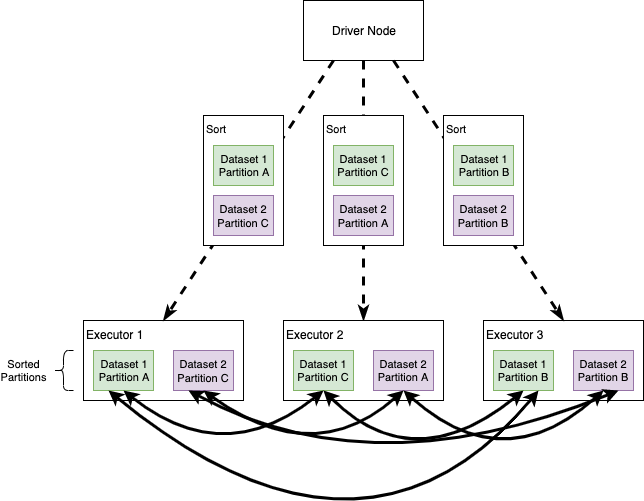 Driver Node
Sort
Dataset 1
Partition A
Dataset 2
Partition C
Sort
Dataset 1
Partition C
Dataset 2
Partition A
Sort
Dataset 1
Partition B
Dataset 2
Partition B
Sorted
Partitions
Executor 1
Dataset 1
Partition A
Dataset 2
Partition C
Executor 2
Dataset 1
Partition C
Dataset 2
Partition A
Executor 3
Dataset 1
Partition B
Dataset 2
Partition B